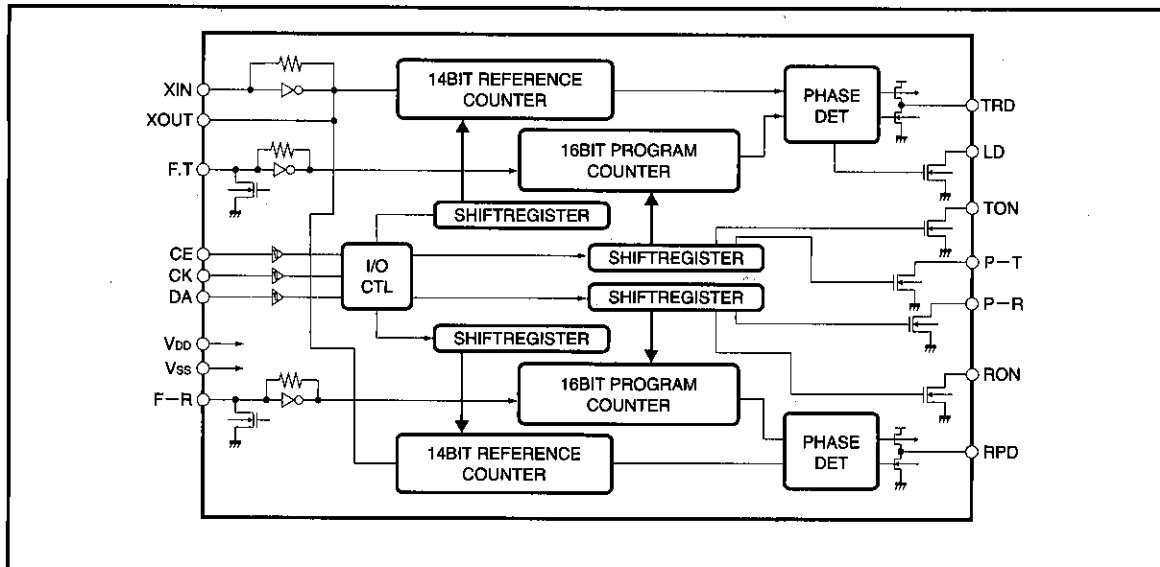 XIN
XOUT
F.T
CE
CK
DA
VDD
VSS
F-R
14BIT REFERENCE
COUNTER
16BIT PROGRAM
COUNTER
SHIFTREGISTER
I/O
CTL
SHIFTREGISTER
SHIFTREGISTER
SHIFTREGISTER
16BIT PROGRAM
COUNTER
14BIT REFERENCE
COUNTER
PHASE
DET
PHASE
DET
TRD
LD
TON
P-T
P-R
RON
RPD